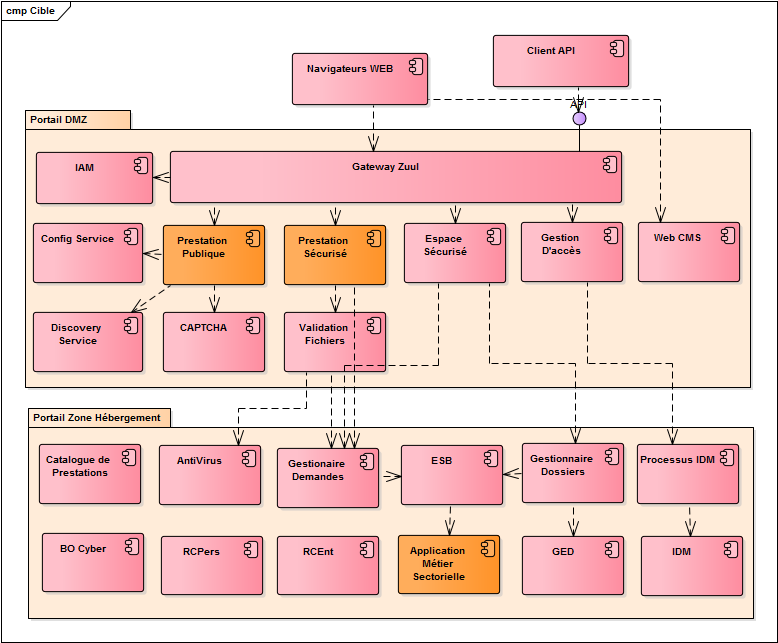 cmp Cible
Client API
Navigateurs WEB
API
Portail DMZ
IAM
Gateway Zuul
Config Service
Prestation
Publique
Prestation
Sécurisé
Espace
Sécurisé
Gestion
D'accès
Web CMS
Discovery
Service
CAPTCHA
Validation
Fichiers
Portail Zone Hébergement
Catalogue de
Prestations
AntiVirus
Gestionaire
Demandes
ESB
Gestionnaire
Dossiers
Processus IDM
BO Cyber
RCPers
RCEnt
Application
Métier
Sectorielle
GED
IDM